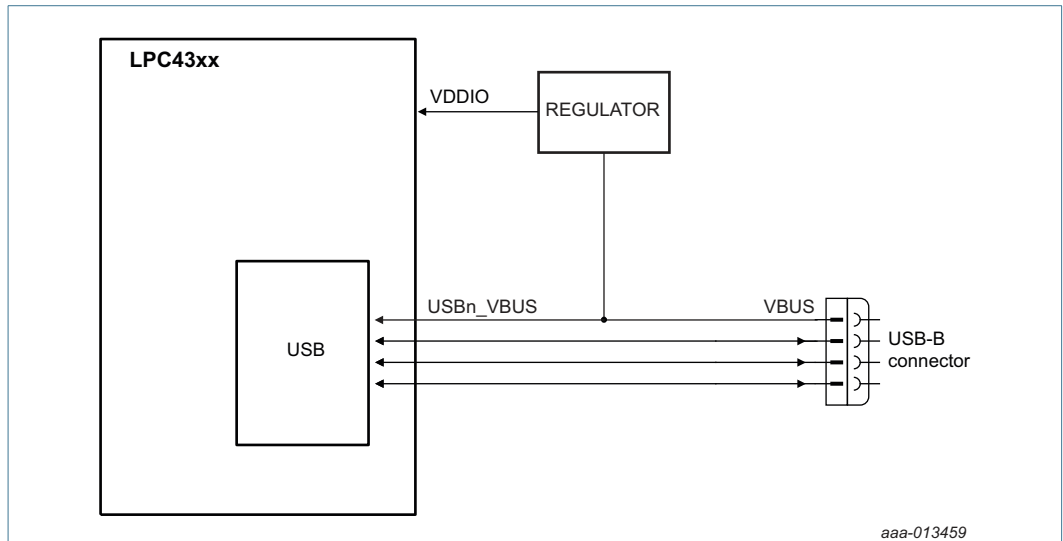 LPC43xx
VDDIO
REGULATOR
USBn_VBUS
VBUS
USB
USB-B
connector
aaa-013459